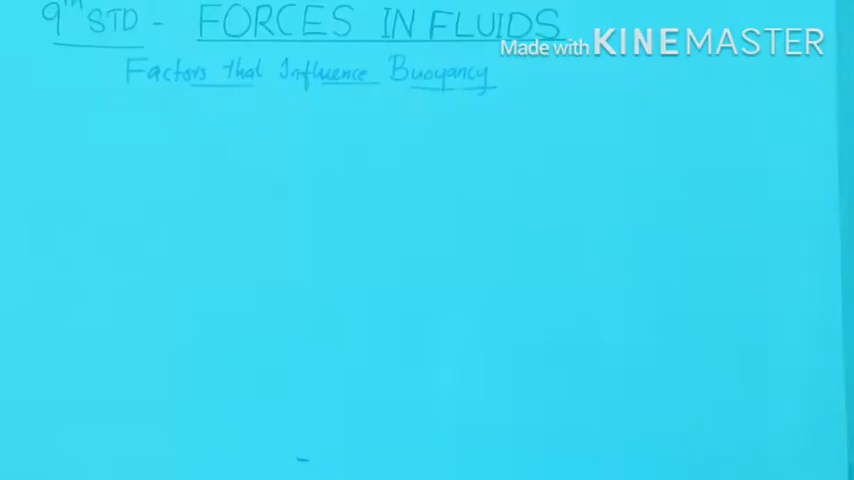 9th STD - FORCES IN FLUIDS
Made with KINEMASTER
Factors that Influence Buoyancy